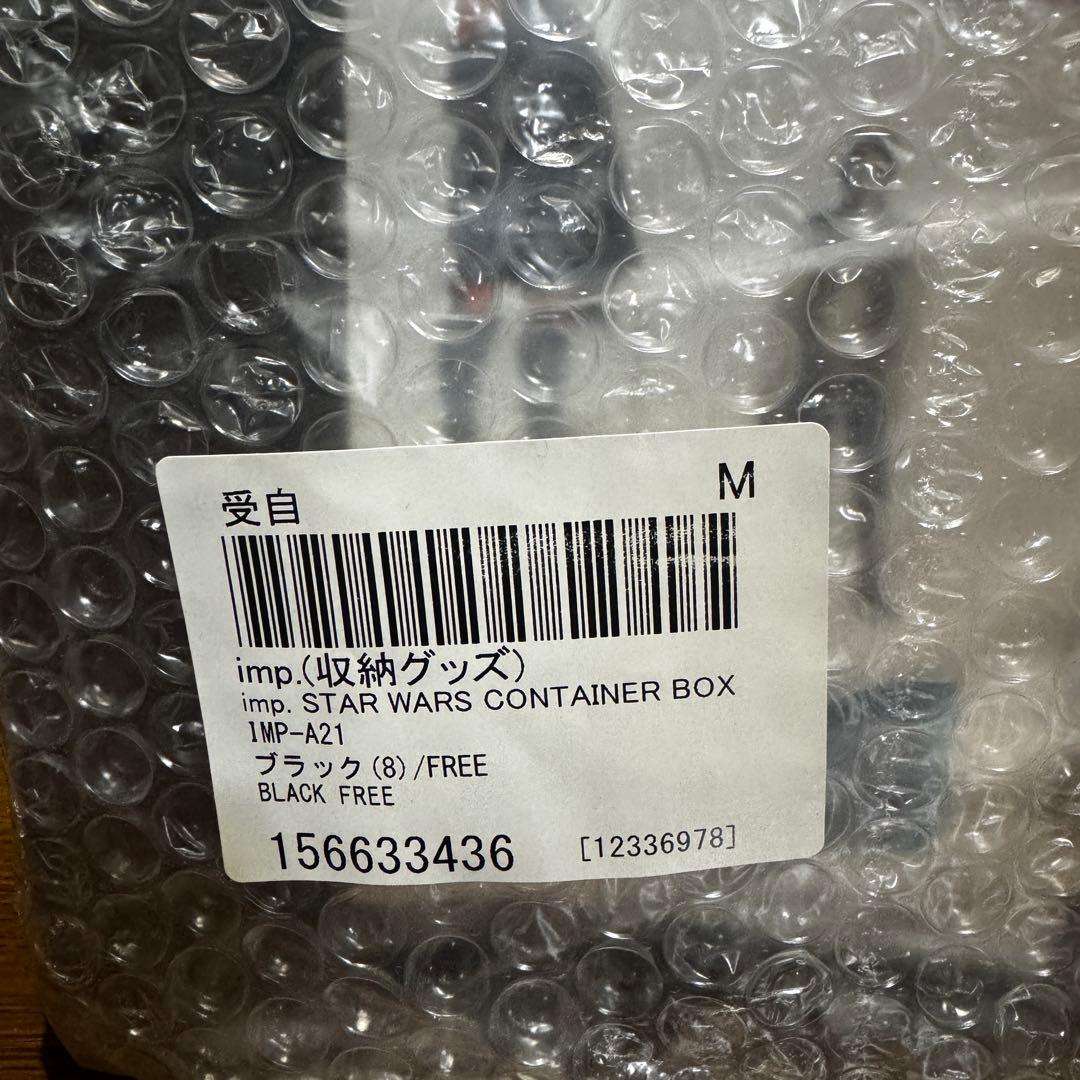 受自
M
imp.(収納グッズ)
imp. STAR WARS CONTAINER BOX
IMP-A21
ブラック(8)/FREE
BLACK FREE
156633436 [12336978]